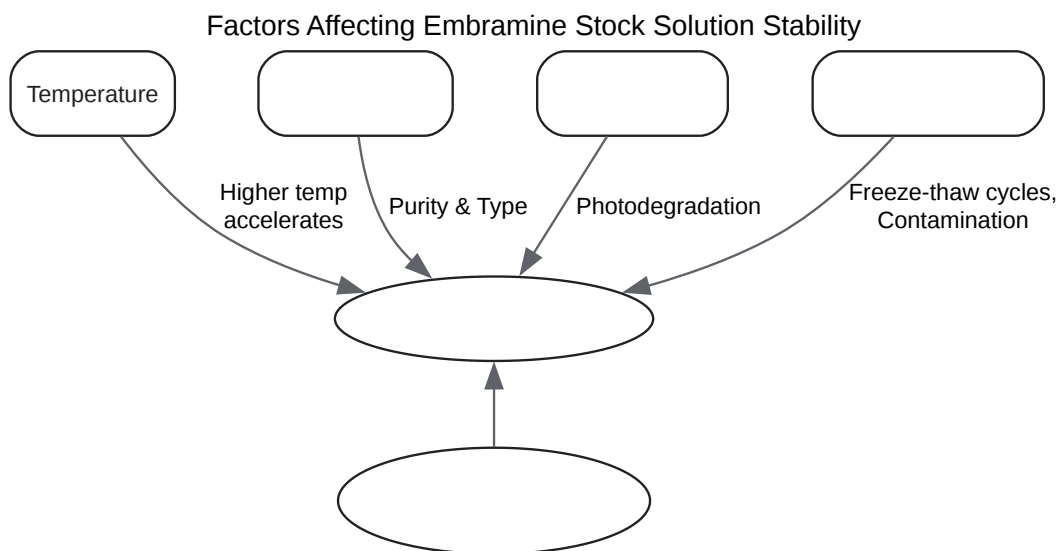 Factors Affecting Embramine Stock Solution Stability
Temperature
Higher temp
accelerates
Purity & Type
Photodegradation
Freeze-thaw cycles,
Contamination